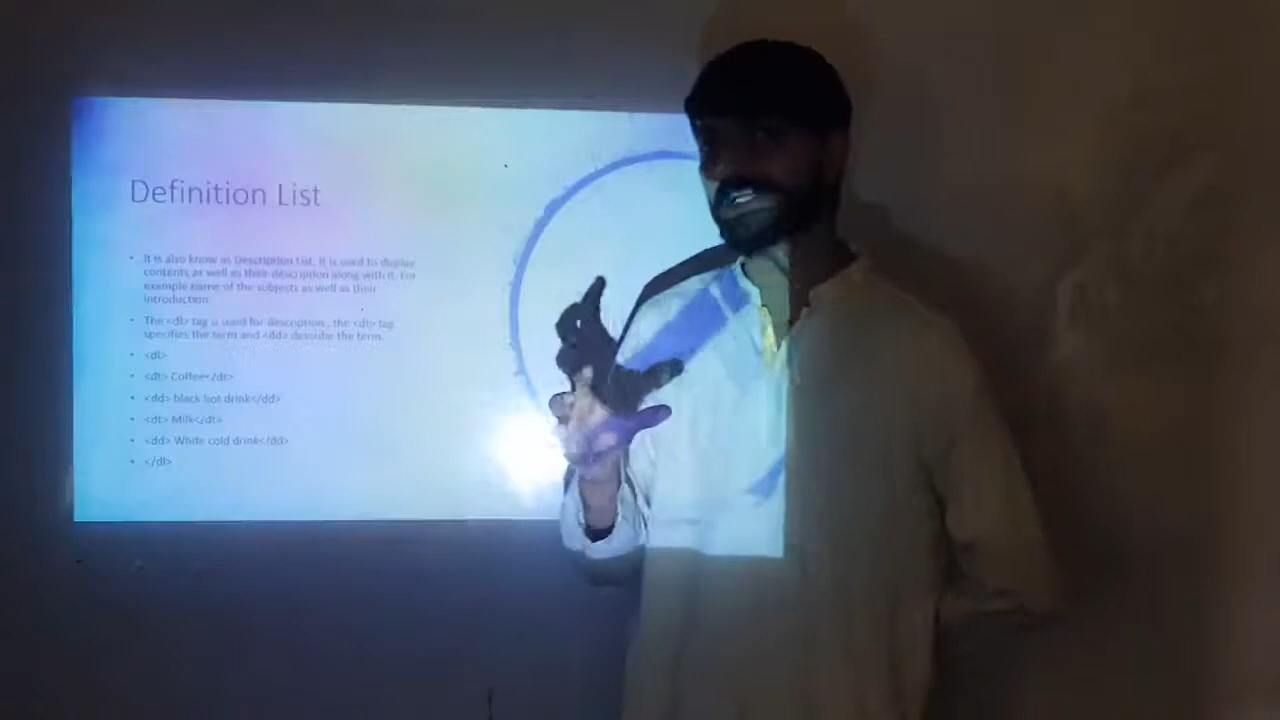 Definition List
• It is also know as Description List. It is used to display
contents as well as their description along with it. For
example name of the subjects as well as their
introduction
• The <dl> tag is used for description , the <dt> tag
specifies the term and <dd> describe the term.
• <dl>
• <dt> Coffee</dt>
• <dd> black hot drink</dd>
• <dt> Milk</dt>
• <dd> White cold drink</dd>
• </dl>